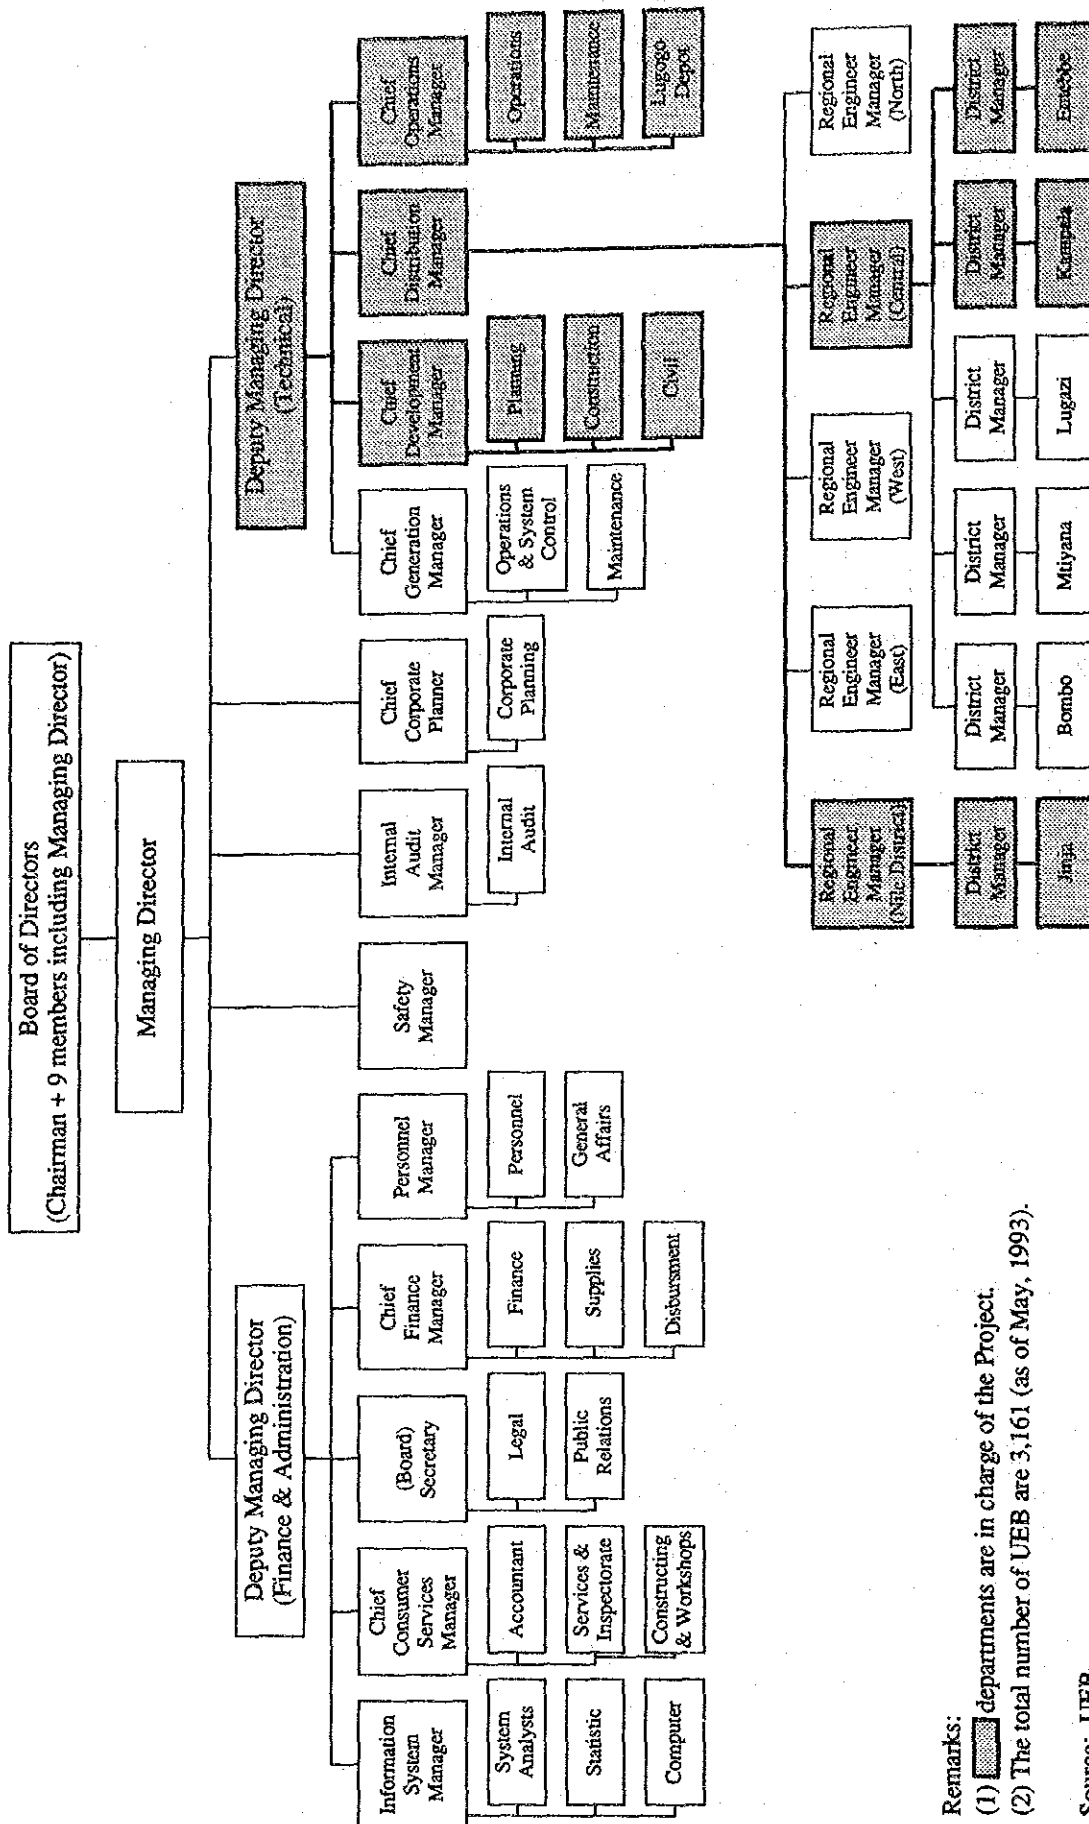 Board of Directors
(Chairman + 9 members including Managing Director)
Managing Director
Deputy Managing Director
(Finance & Administration)
Deputy Managing Director
(Technical)
Information
System
Manager
System
Analysts
Statistic
Computer
Chief
Consumer
Services
Manager
Accountant
Services &
Inspectorate
Constructing
& Workshops
(Board)
Secretary
Legal
Public
Relations
Chief
Finance
Manager
Finance
Supplies
Disbursment
Personnel
Manager
Personnel
General
Affairs
Safety
Manager
Internal
Audit
Manager
Internal
Audit
Chief
Corporate
Planner
Corporate
Planning
Chief
Generation
Manager
Operations
& System
Control
Maintenance
Chief
Development
Manager
Planning
Construction
Civil
Chief
Distribution
Manager
Chief
Operations
Manager
Operations
Maintenance
Lugogo
Depot
Regional
Engineer
Manager
(Nile District)
District
Manager
Jinja
Regional
Engineer
Manager
(East)
Regional
Engineer
Manager
(West)
Regional
Engineer
Manager
(Central)
Regional
Engineer
Manager
(North)
District
Manager
Bombo
District
Manager
Mtiyana
District
Manager
Lugazi
District
Manager
Kampala
District
Manager
Remarks:
(1) departments are in charge of the Project.
(2) The total number of UEB are 3,161 (as of May, 1993).
Source: UEB